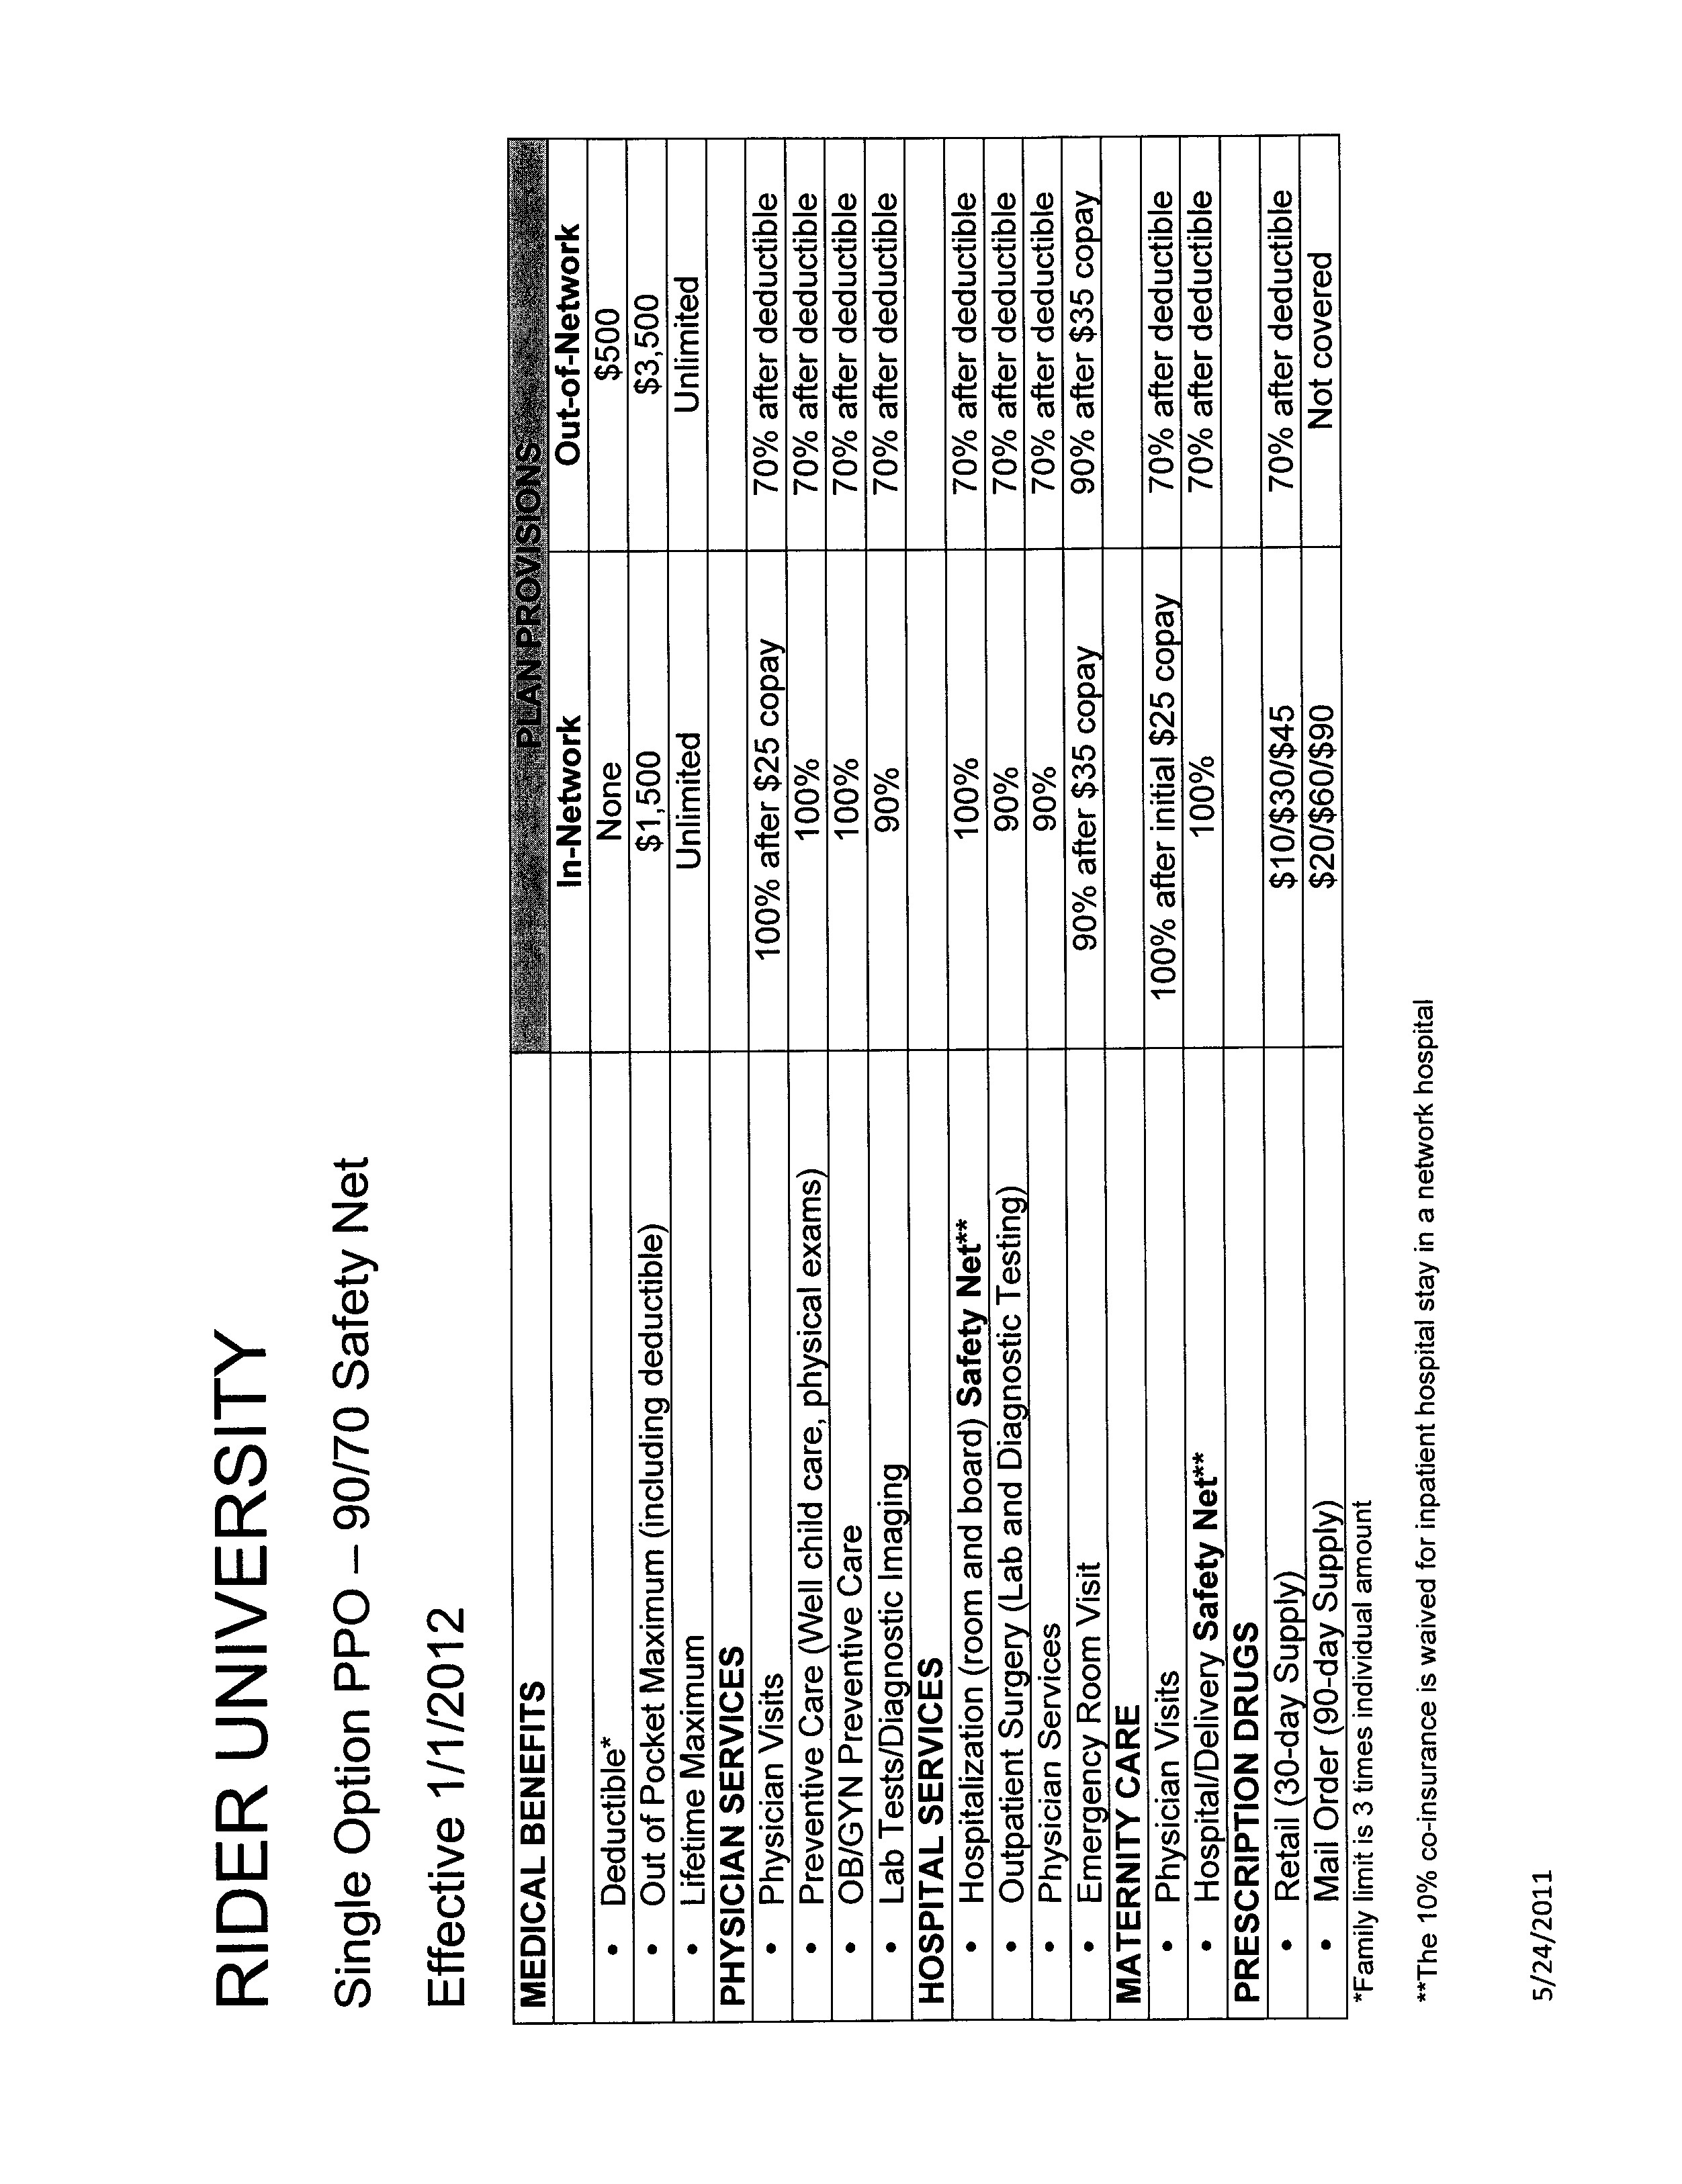 RIDER UNIVERSITY
Single Option PPO – 90/70 Safety Net
Effective 1/1/2012
MEDICAL BENEFITS PLAN PROVISIONS
In-Network Out-of-Network
• Deductible* None $500
• Out of Pocket Maximum (including deductible) $1,500 $3,500
• Lifetime Maximum Unlimited Unlimited
PHYSICIAN SERVICES
• Physician Visits 100% after $25 copay 70% after deductible
• Preventive Care (Well child care, physical exams) 100% 70% after deductible
• OB/GYN Preventive Care 100% 70% after deductible
• Lab Tests/Diagnostic Imaging 90% 70% after deductible
HOSPITAL SERVICES
• Hospitalization (room and board) Safety Net** 100% 70% after deductible
• Outpatient Surgery (Lab and Diagnostic Testing) 90% 70% after deductible
• Physician Services 90% 70% after deductible
• Emergency Room Visit 90% after $35 copay 90% after $35 copay
MATERNITY CARE
• Physician Visits 100% after initial $25 copay 70% after deductible
• Hospital/Delivery Safety Net** 100% 70% after deductible
PRESCRIPTION DRUGS
• Retail (30-day Supply) $10/$30/$45 70% after deductible
• Mail Order (90-day Supply) $20/$60/$90 Not covered
*Family limit is 3 times individual amount
**The 10% co-insurance is waived for inpatient hospital stay in a network hospital
5/24/2011